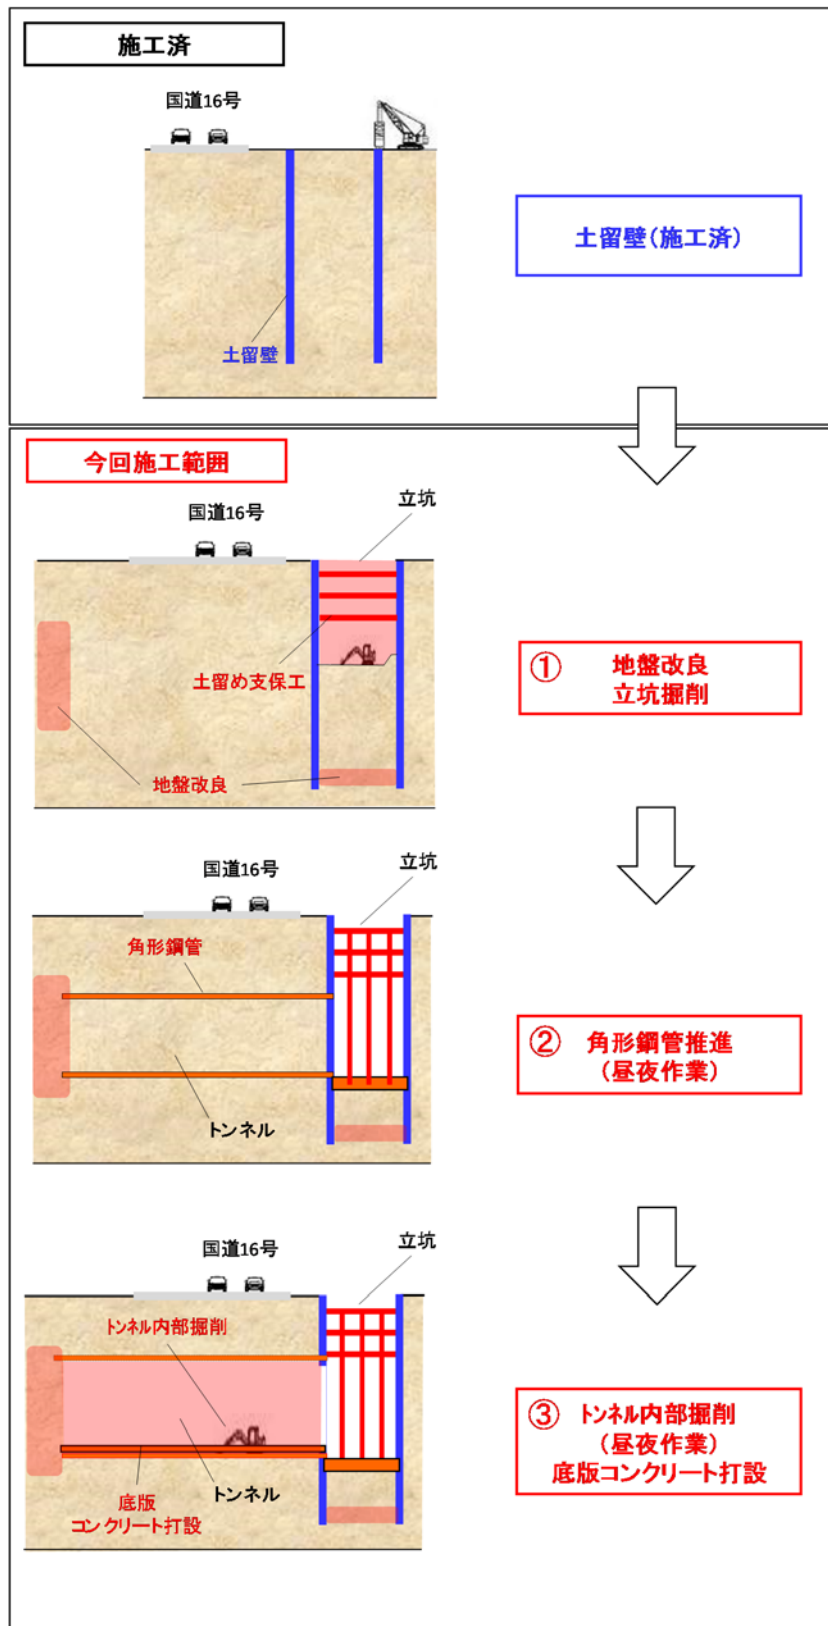 施工済
国道16号
土留壁
土留壁(施工済)
今回施工範囲
国道16号
立坑
土留め支保工
地盤改良
① 地盤改良
立坑掘削
国道16号
立坑
角形鋼管
トンネル
② 角形鋼管推進
(昼夜作業)
国道16号
立坑
トンネル内部掘削
底版
コンクリート打設
トンネル
③ トンネル内部掘削
(昼夜作業)
底版コンクリート打設